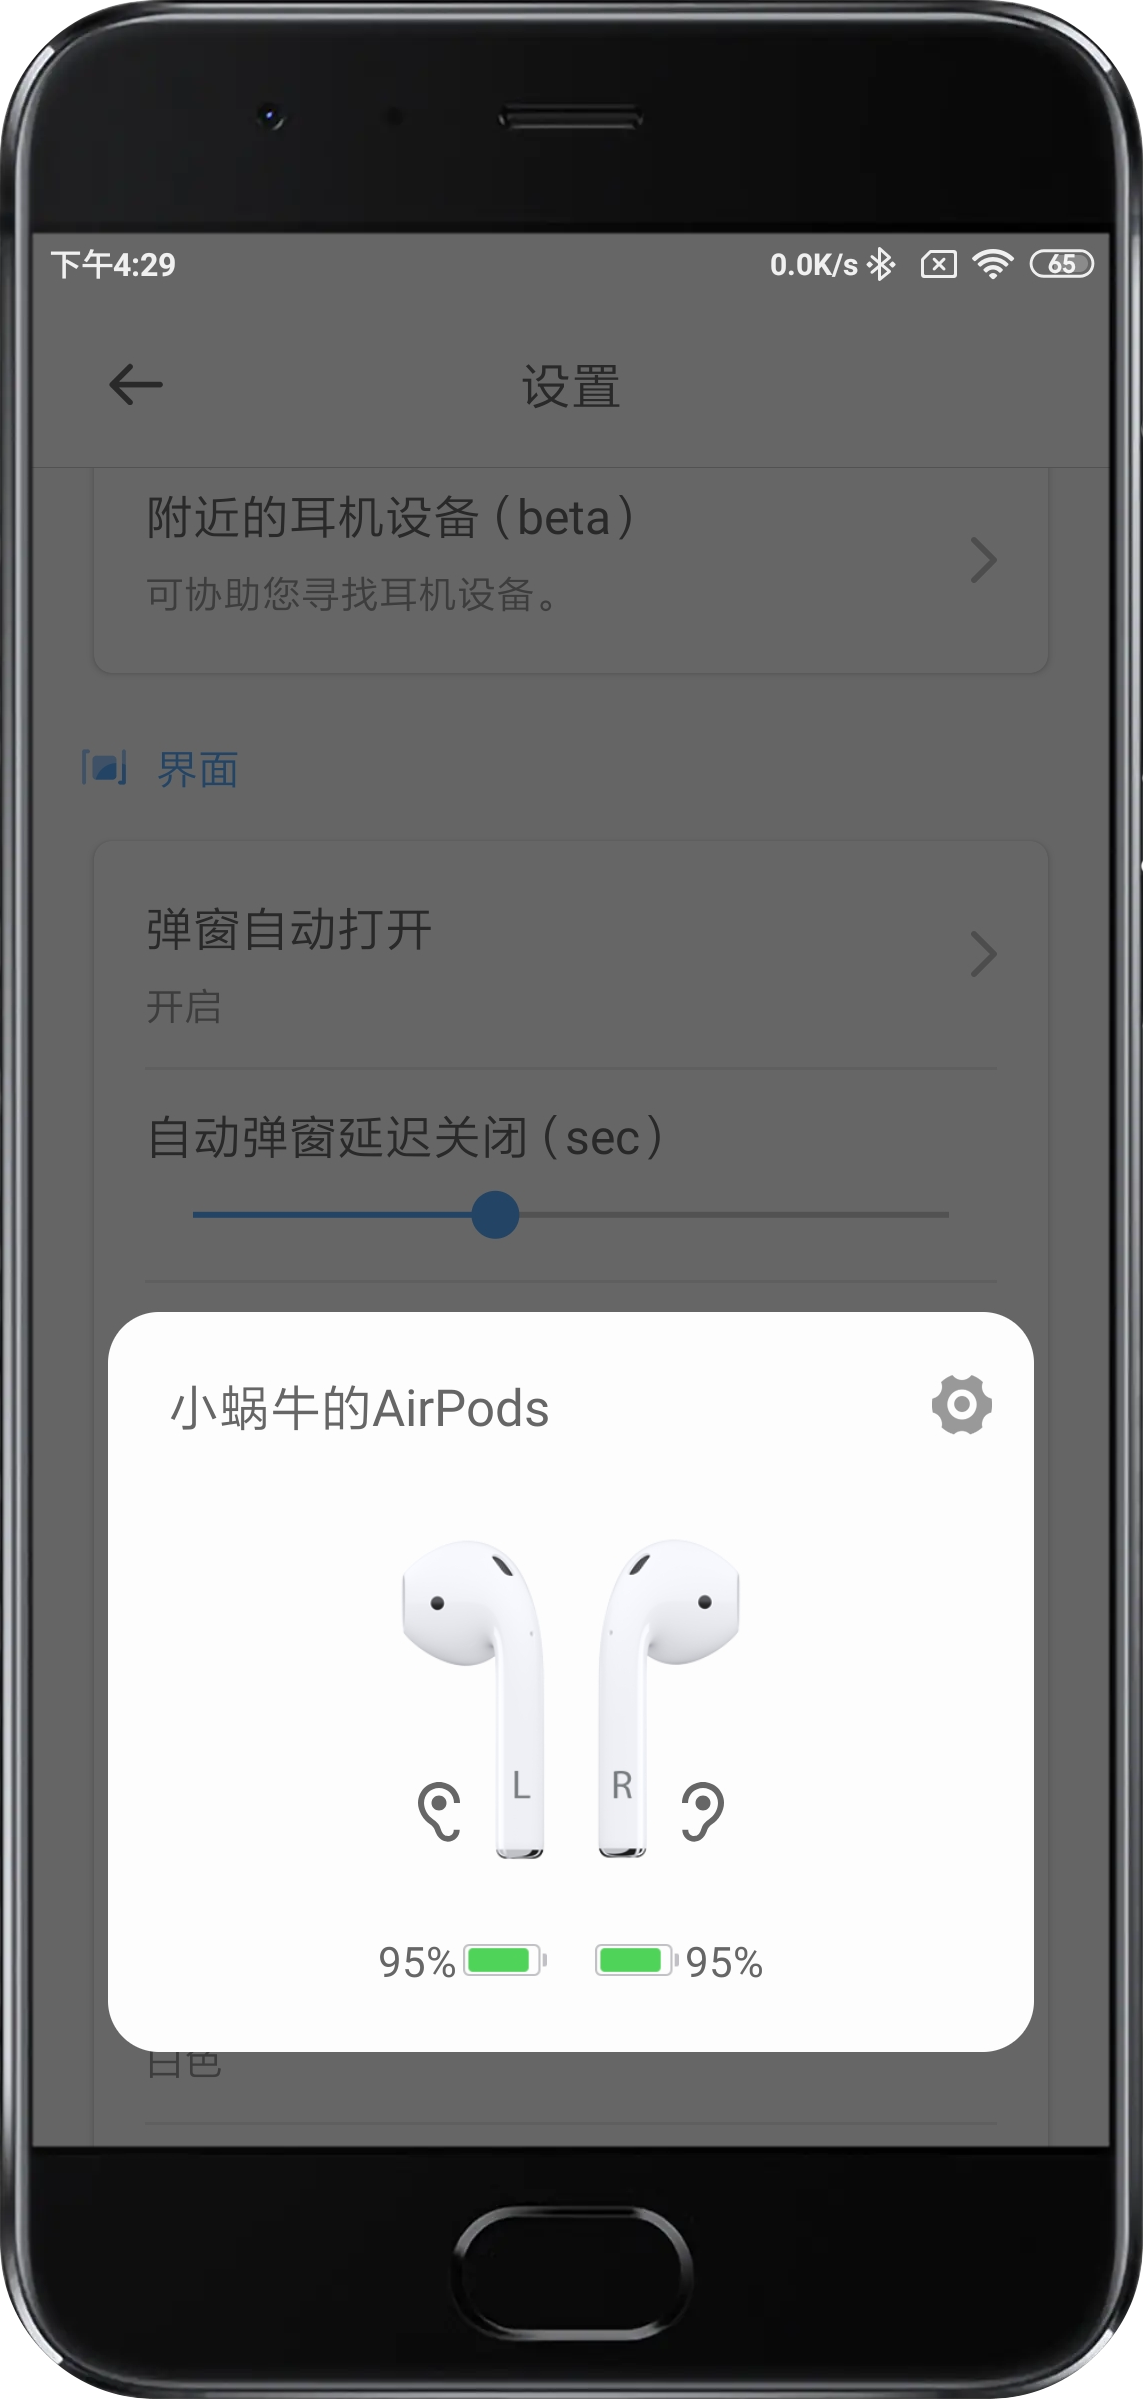 下午4:29
0.0K/s 65
设置
附近的耳机设备(beta)
可协助您寻找耳机设备。
界面
弹窗自动打开
开启
自动弹窗延迟关闭(sec)
小蜗牛的AirPods
L R
95% 95%
白色